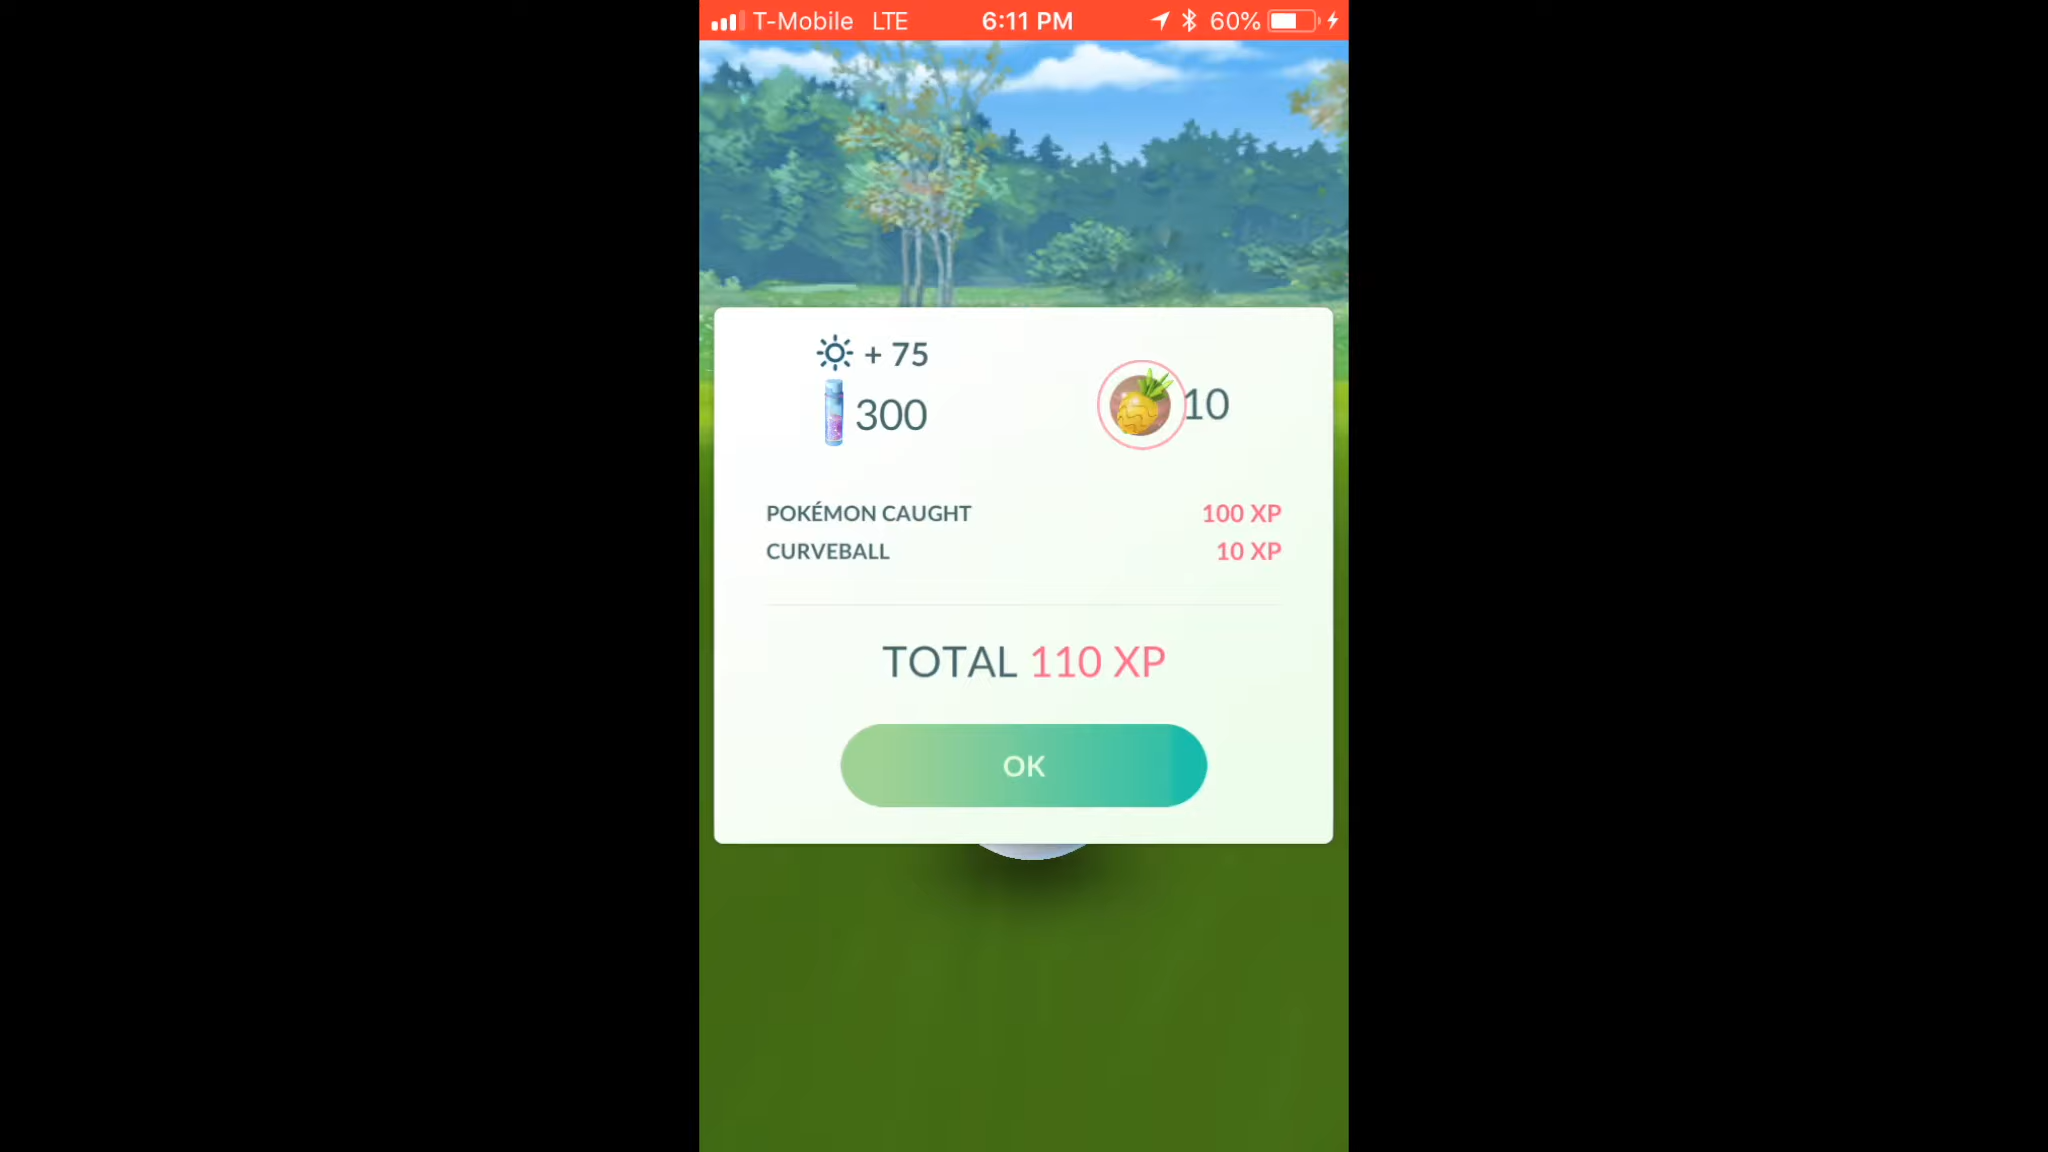 T-Mobile LTE 6:11 PM 60%
+ 75
300 10
POKÉMON CAUGHT 100 XP
CURVEBALL 10 XP
TOTAL 110 XP
OK